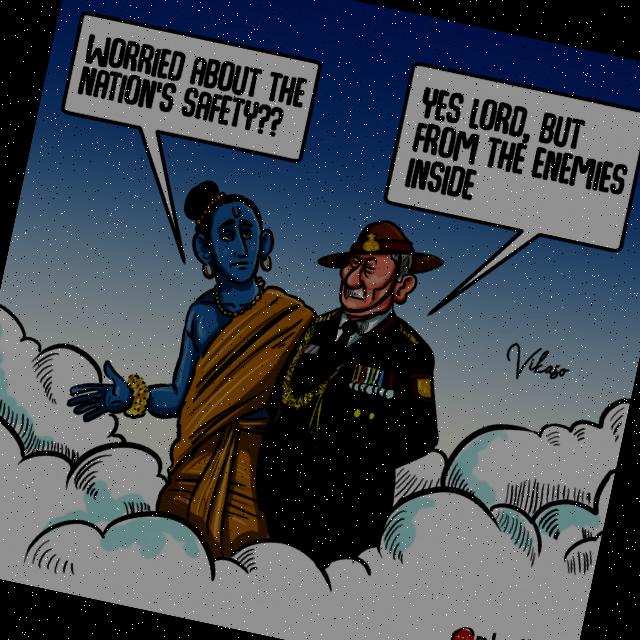 WORRIED ABOUT THE
NATION'S SAFETY??
YES LORD, BUT
FROM THE ENEMIES
INSIDE
Vikaso